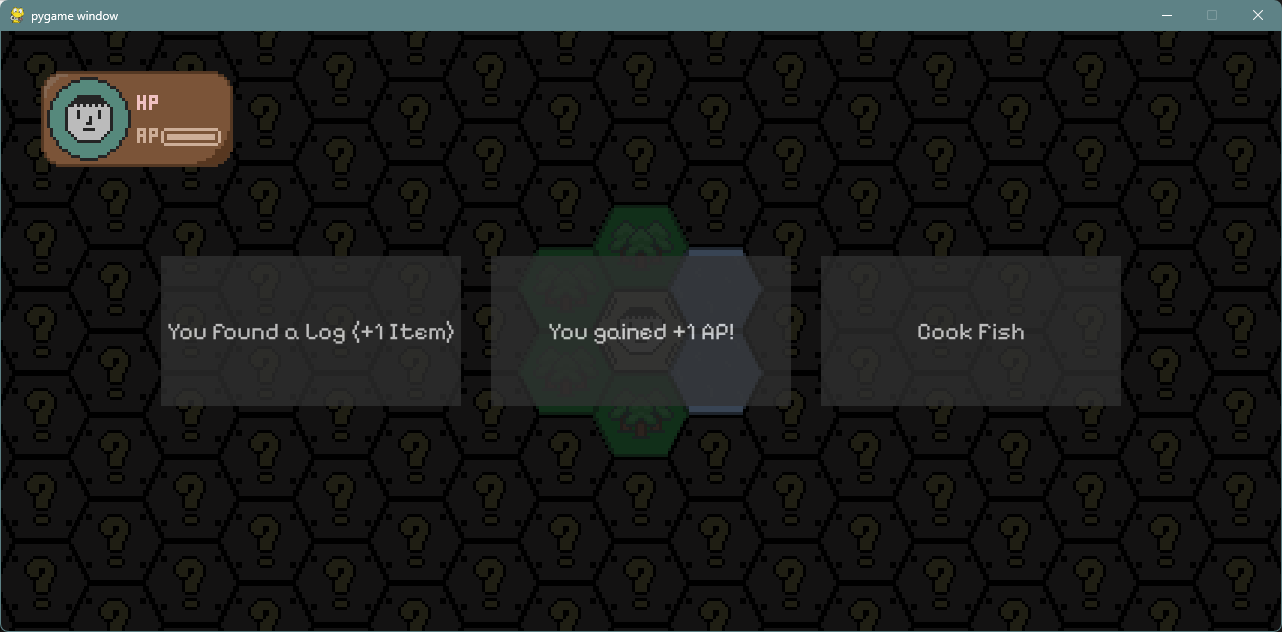 pygame window
HP
AP
You Found a Log (+1 Item)
You gained +1 AP!
Cook Fish